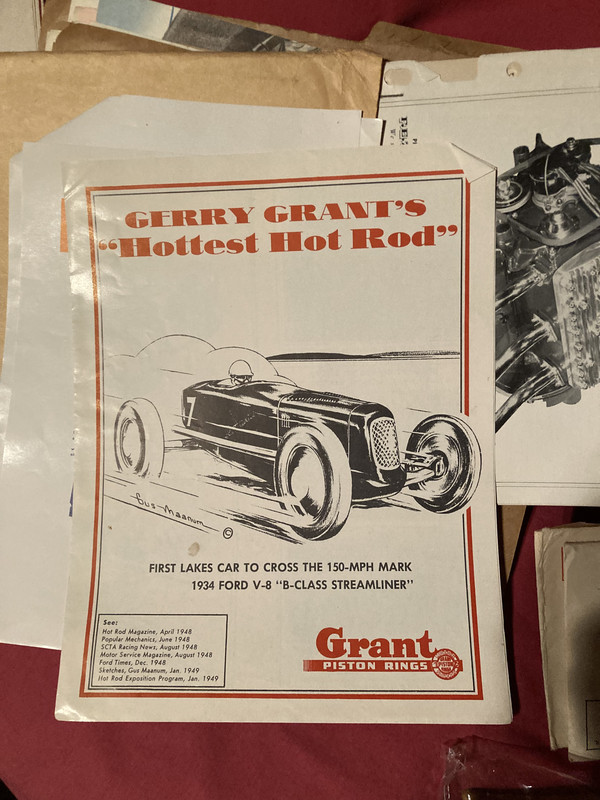 GERRY GRANT'S
"Hottest Hot Rod"
7
Gus Maanum ©
FIRST LAKES CAR TO CROSS THE 150-MPH MARK
1934 FORD V-8 "B-CLASS STREAMLINER"
See:
Hot Rod Magazine, April 1948
Popular Mechanics, June 1948
SCTA Racing News, August 1948
Motor Service Magazine, August 1948
Ford Times, Dec. 1948
Sketches, Gus Maanum, Jan. 1949
Hot Rod Exposition Program, Jan. 1949
Grant
PISTON RINGS